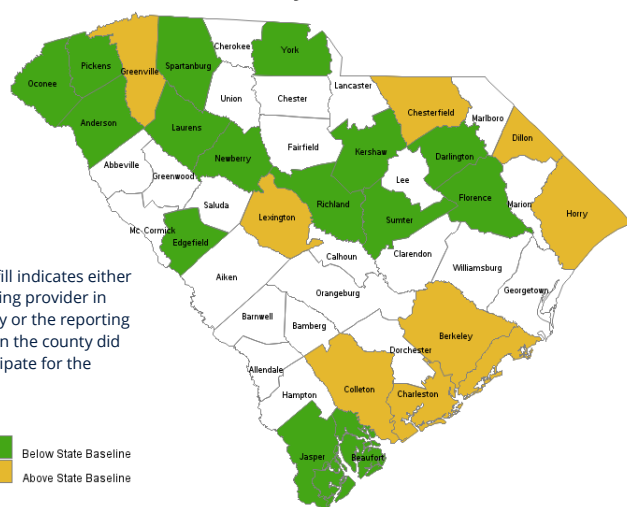 Cherokee
York
Pickens
Spartanburg
Greenville
Oconee
Lancaster
Union
Chester
Chesterfield
Marlboro
Anderson
Laurens
Dillon
Fairfield
Kershaw
Darlington
Abbeville
Newberry
Greenwood
Lee
Florence
Saluda
Richland
Marion
Lexington
Sumter
Horry
Mc Cormick
Edgefield
Calhoun
Clarendon
Williamsburg
Aiken
Orangeburg
Georgetown
Barnwell
Bamberg
Berkeley
Dorchester
Allendale
Colleton
Charleston
Hampton
Jasper
Beaufort
fill indicates either
ing provider in
y or the reporting
in the county did
cipate for the
Below State Baseline
Above State Baseline